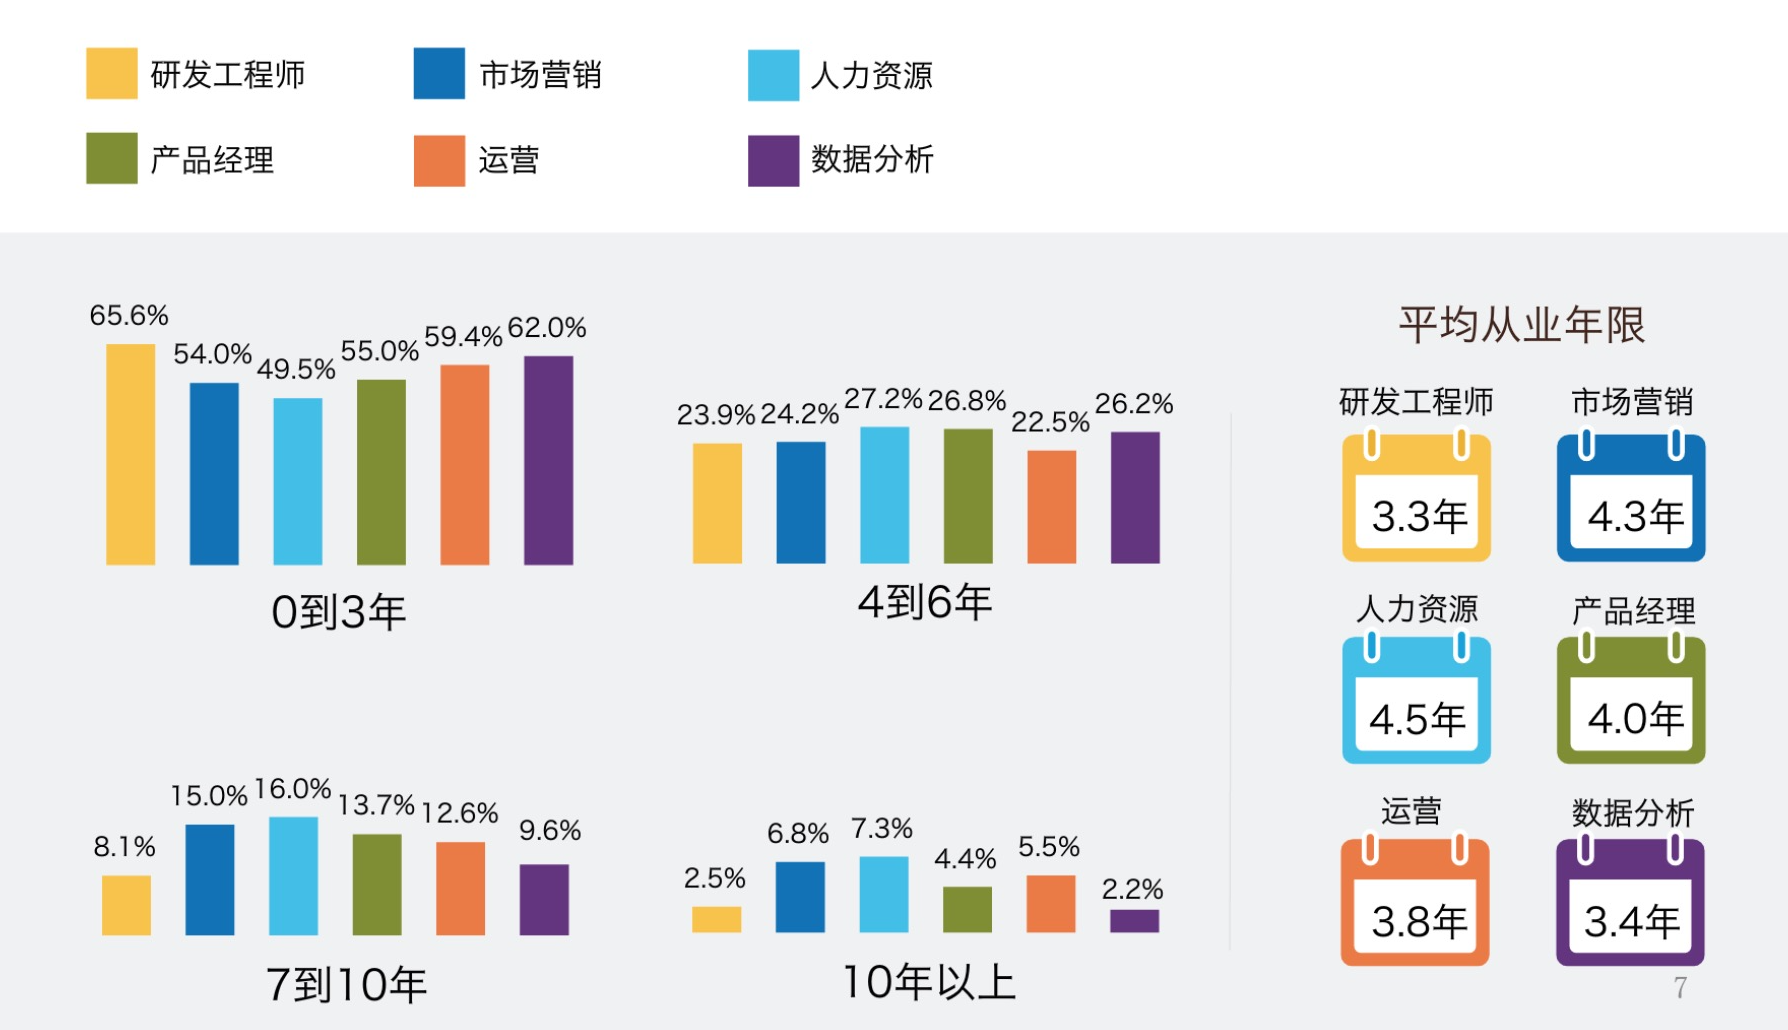 研发工程师 市场营销 人力资源
产品经理 运营 数据分析
65.6% 54.0% 49.5% 55.0% 59.4% 62.0%
0到3年
23.9% 24.2% 27.2% 26.8% 22.5% 26.2%
4到6年
8.1% 15.0% 16.0% 13.7% 12.6% 9.6%
7到10年
2.5% 6.8% 7.3% 4.4% 5.5% 2.2%
10年以上
平均从业年限
研发工程师 市场营销
3.3年 4.3年
人力资源 产品经理
4.5年 4.0年
运营 数据分析
3.8年 3.4年
7